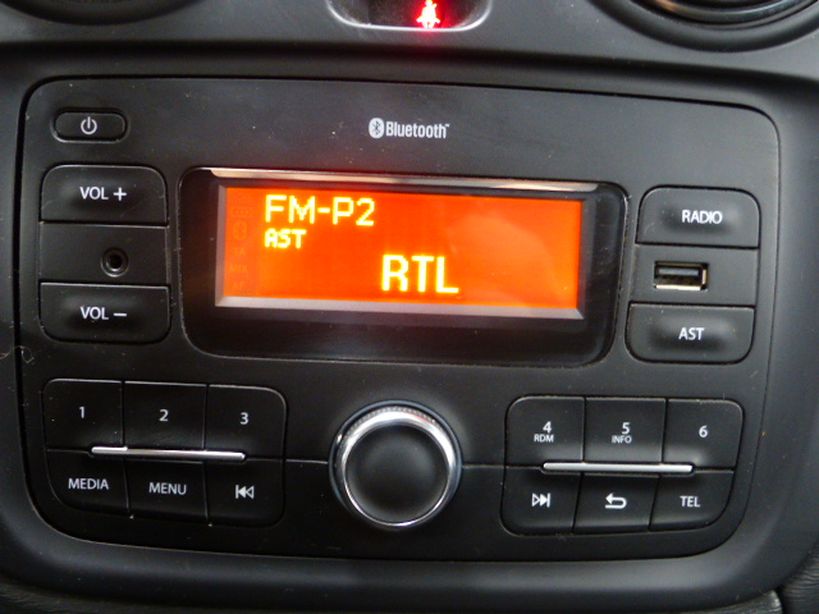 Bluetooth
VOL +
VOL −
FM-P2
AST
RTL
RADIO
AST
1
2
3
MEDIA
MENU
4
RDM
5
INFO
6
TEL